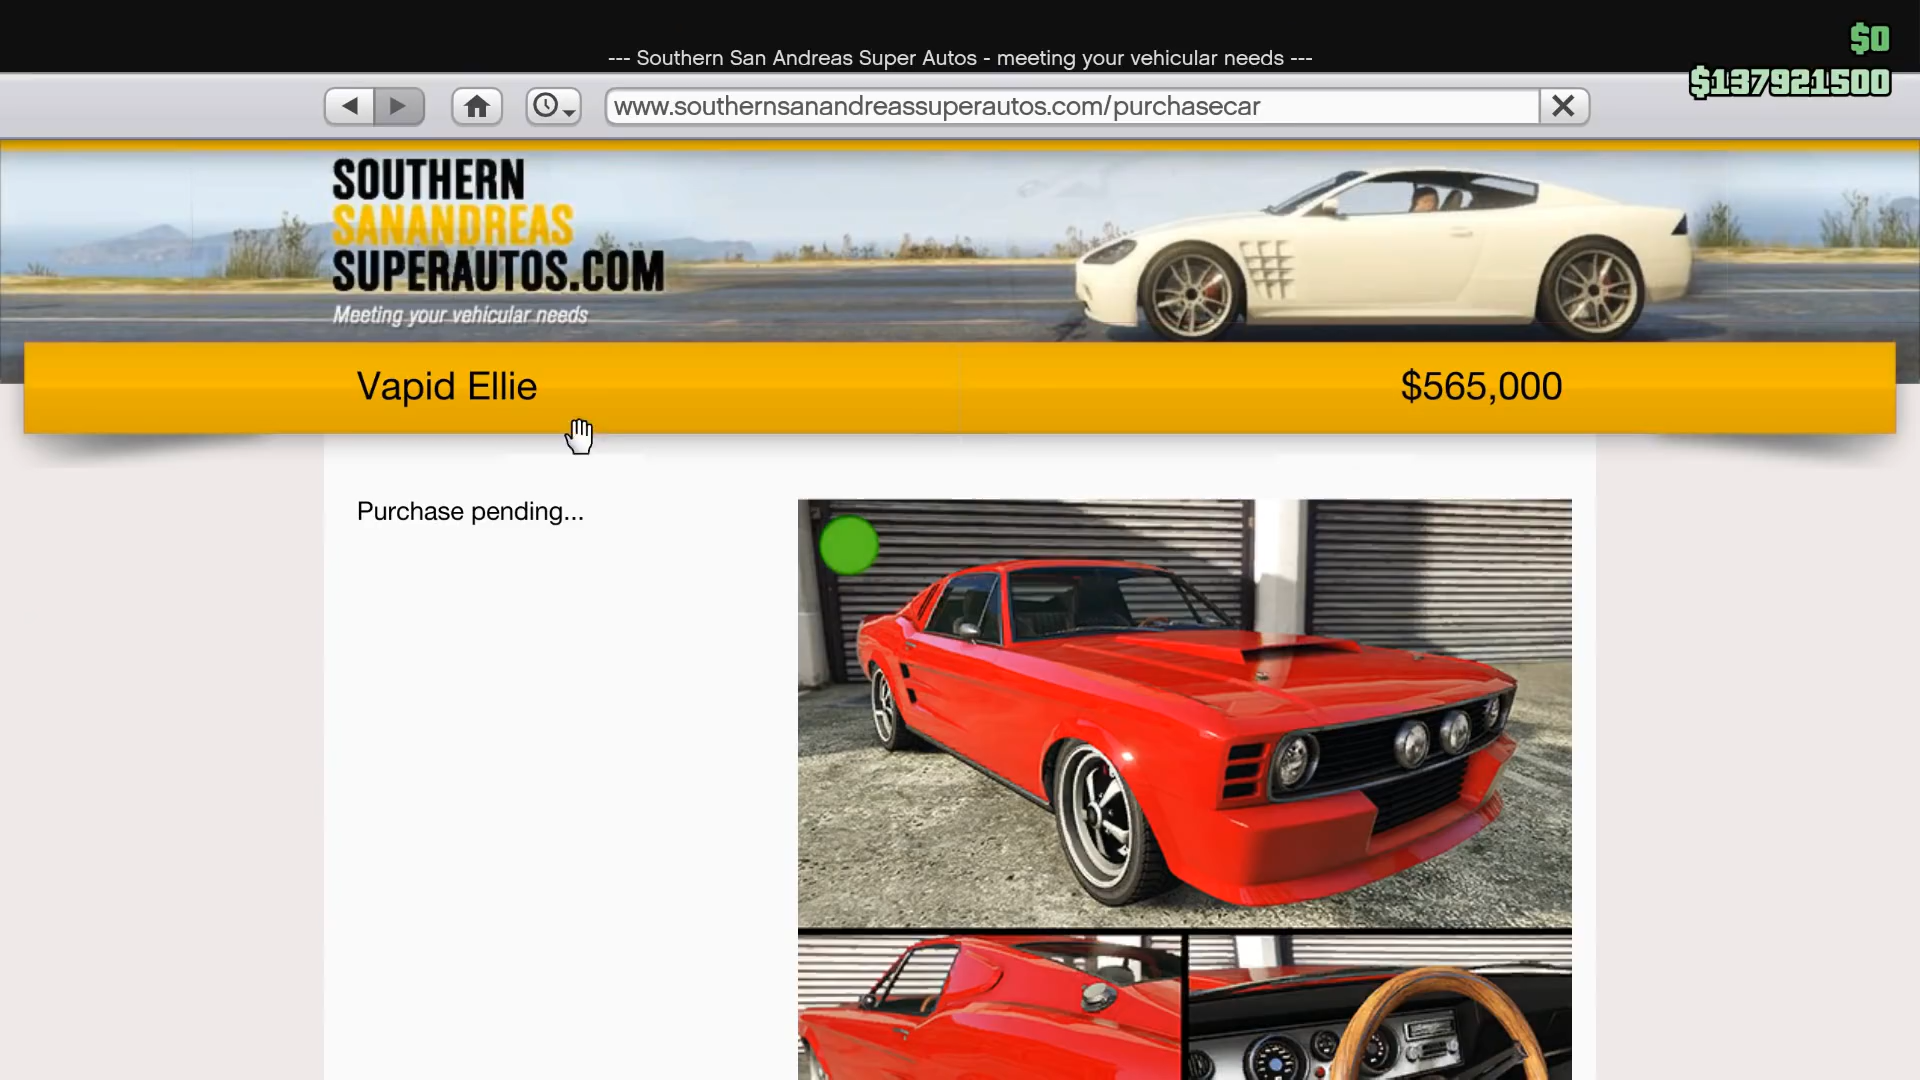 $0
--- Southern San Andreas Super Autos - meeting your vehicular needs ---
$137921500
www.southernsanandreassuperautos.com/purchasecar
SOUTHERN
SANANDREAS
SUPERAUTOS.COM
Meeting your vehicular needs
Vapid Ellie
$565,000
Purchase pending...